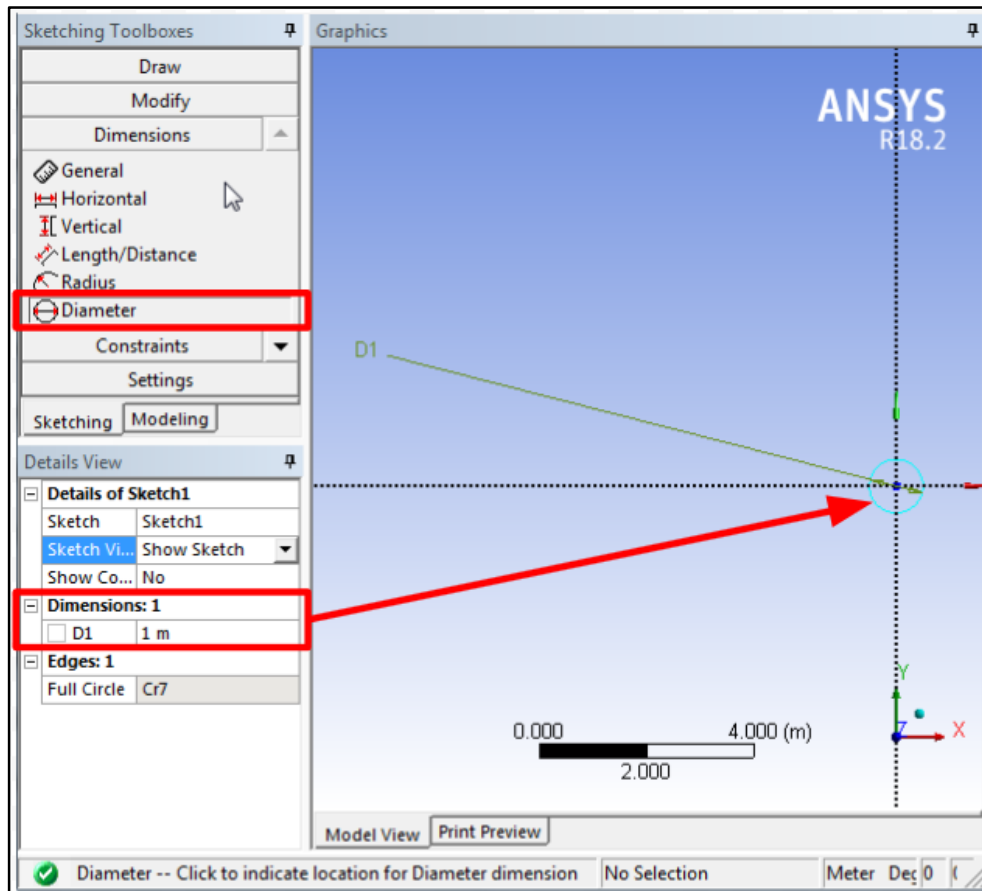 Sketching Toolboxes
Draw
Modify
Dimensions
General
Horizontal
Vertical
Length/Distance
Radius
Diameter
Constraints
Settings
Sketching Modeling
Details View
Details of Sketch1
Sketch Sketch1
Sketch Vi... Show Sketch
Show Co... No
Dimensions: 1
D1 1 m
Edges: 1
Full Circle Cr7
Graphics
ANSYS
R18.2
D1
Y
Z X
0.000 4.000 (m)
2.000
Model View Print Preview
Diameter -- Click to indicate location for Diameter dimension No Selection Meter Deg 0